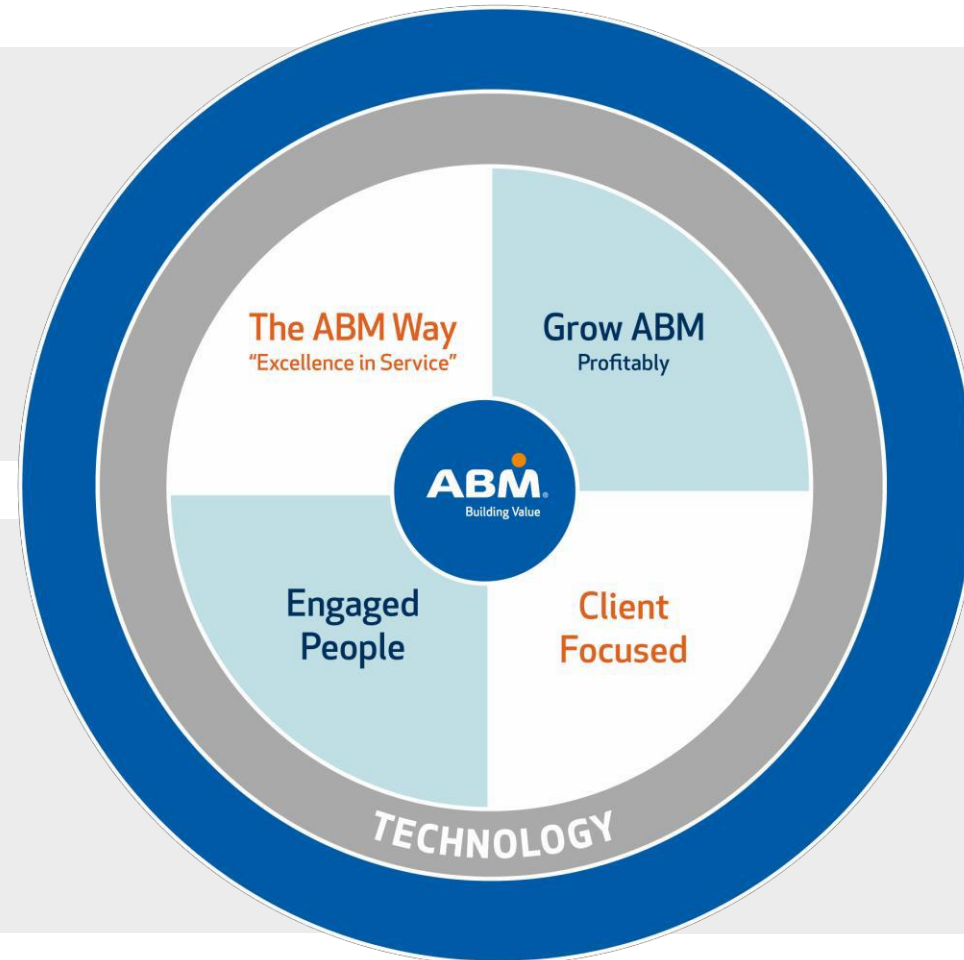 The ABM Way
“Excellence in Service”
Grow ABM
Profitably
ABM®
Building Value
Engaged
People
Client
Focused
TECHNOLOGY